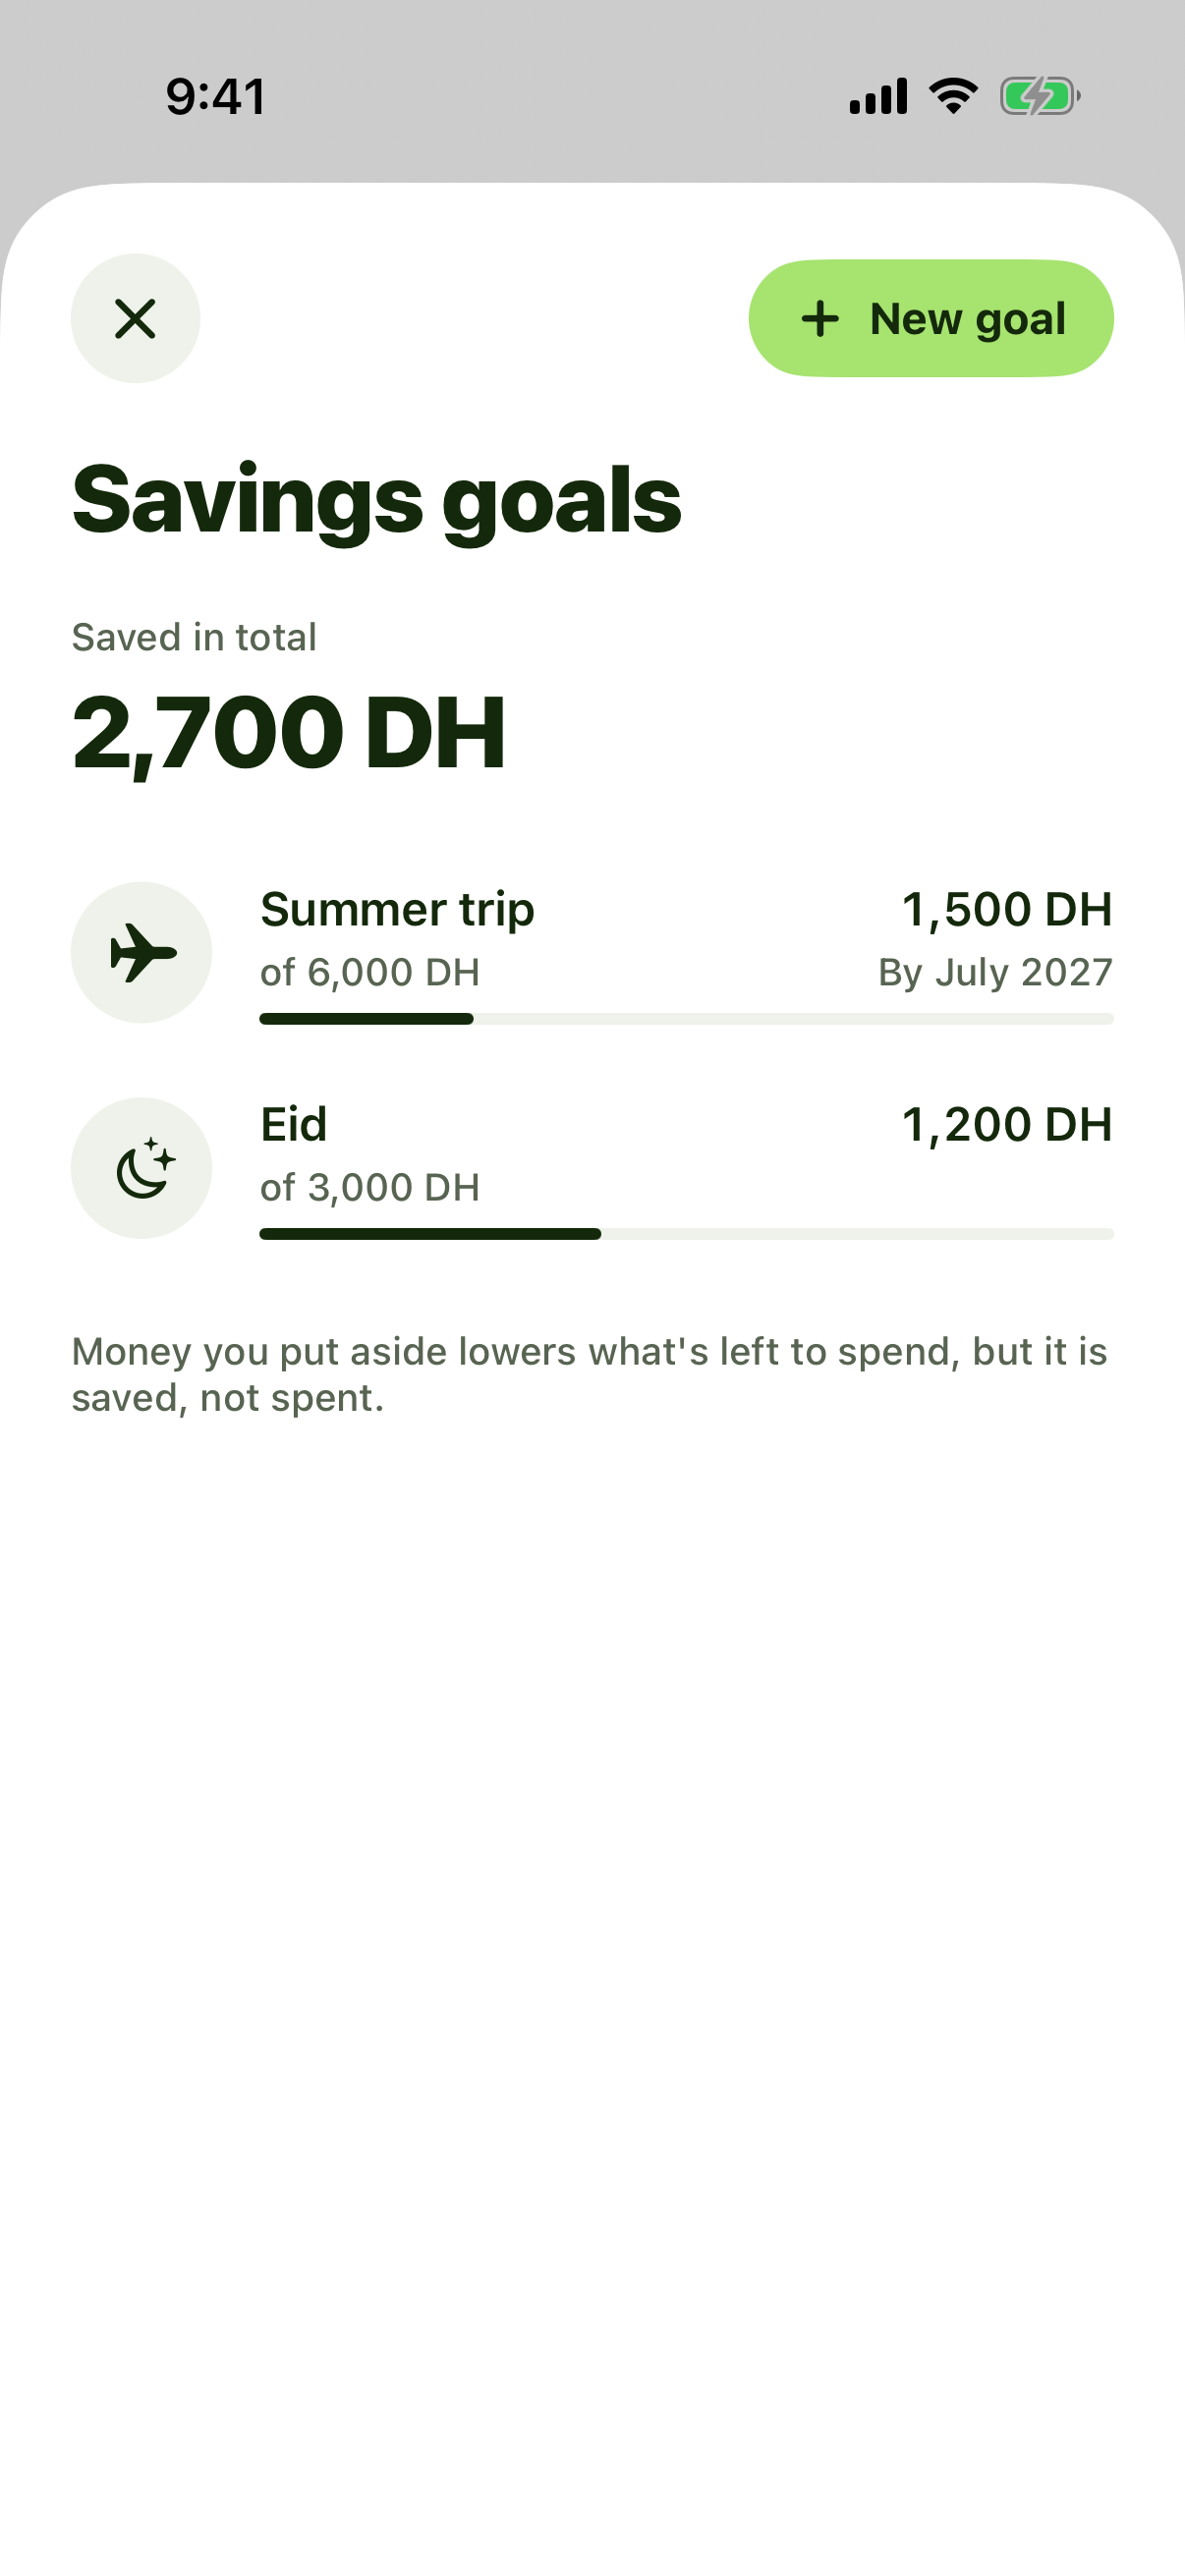 9:41
New goal
Savings goals
Saved in total
2,700 DH
Summer trip
1,500 DH
of 6,000 DH
By July 2027
Eid
1,200 DH
of 3,000 DH
Money you put aside lowers what's left to spend, but it is
saved, not spent.